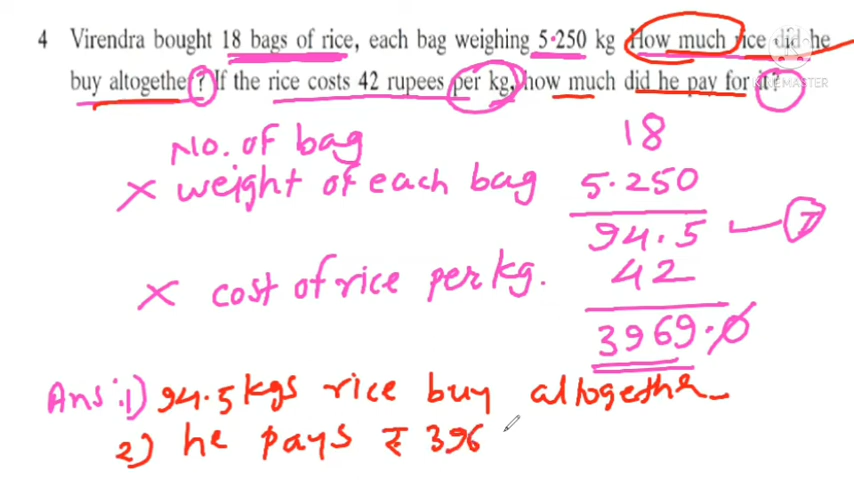 4 Virendra bought 18 bags of rice, each bag weighing 5·250 kg How much rice did he
buy altogether? If the rice costs 42 rupees per kg, how much did he pay for it?
No. of bag 18
× weight of each bag 5.250
94.5
× cost of rice per kg. 42
3969.0
Ans :1) 94.5 kgs rice buy altogether
2) he pays ₹ 396